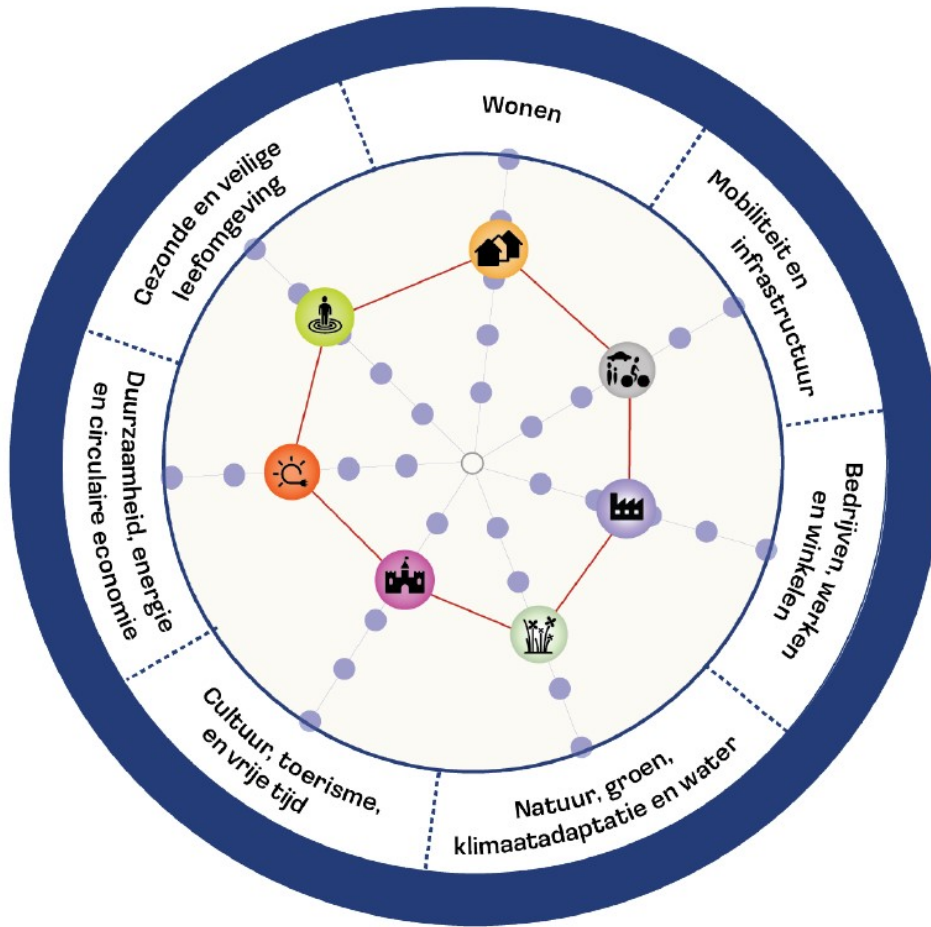 Wonen
Mobiliteit en
infrastructuur
Bedrijven, werken
en winkelen
Natuur, groen,
klimaatadaptatie en water
Cultuur, toerisme,
en vrije tijd
Duurzaamheid, energie
en circulaire economie
Gezonde en veilige
leefomgeving